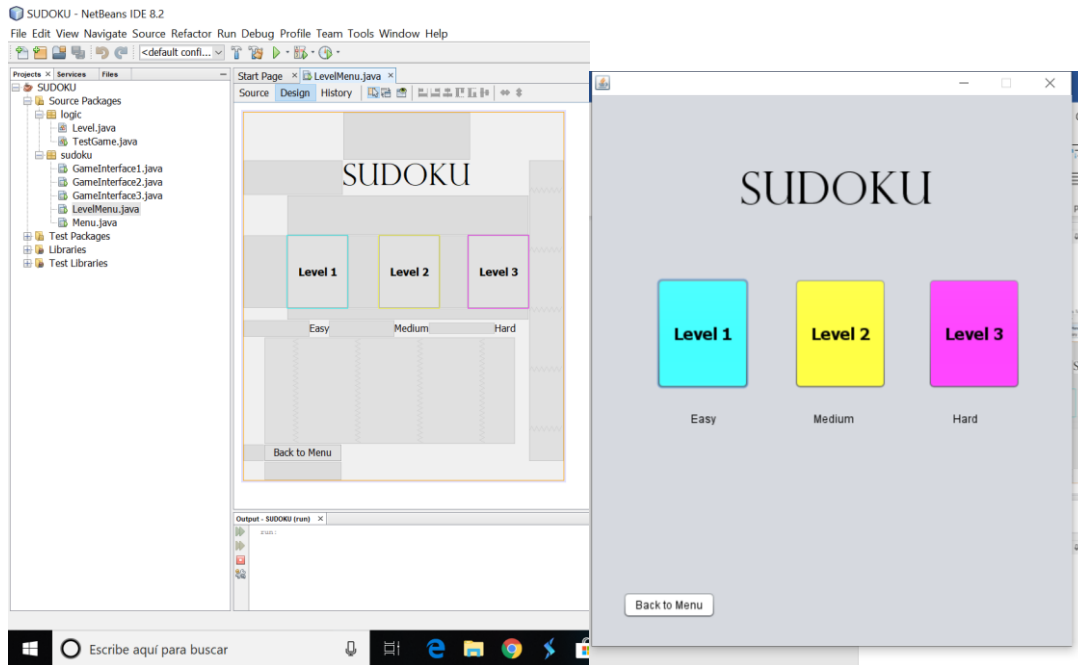 SUDOKU - NetBeans IDE 8.2
File Edit View Navigate Source Refactor Run Debug Profile Team Tools Window Help
<default confi...
Projects Services Files
SUDOKU
Source Packages
logic
Level.java
TestGame.java
sudoku
GameInterface1.java
GameInterface2.java
GameInterface3.java
LevelMenu.java
Menu.java
Test Packages
Libraries
Test Libraries
Start Page LevelMenu.java
Source Design History
SUDOKU
Level 1 Level 2 Level 3
Easy Medium Hard
Back to Menu
Output - SUDOKU (run)
run:
Escribe aquí para buscar
SUDOKU
Level 1 Level 2 Level 3
Easy Medium Hard
Back to Menu